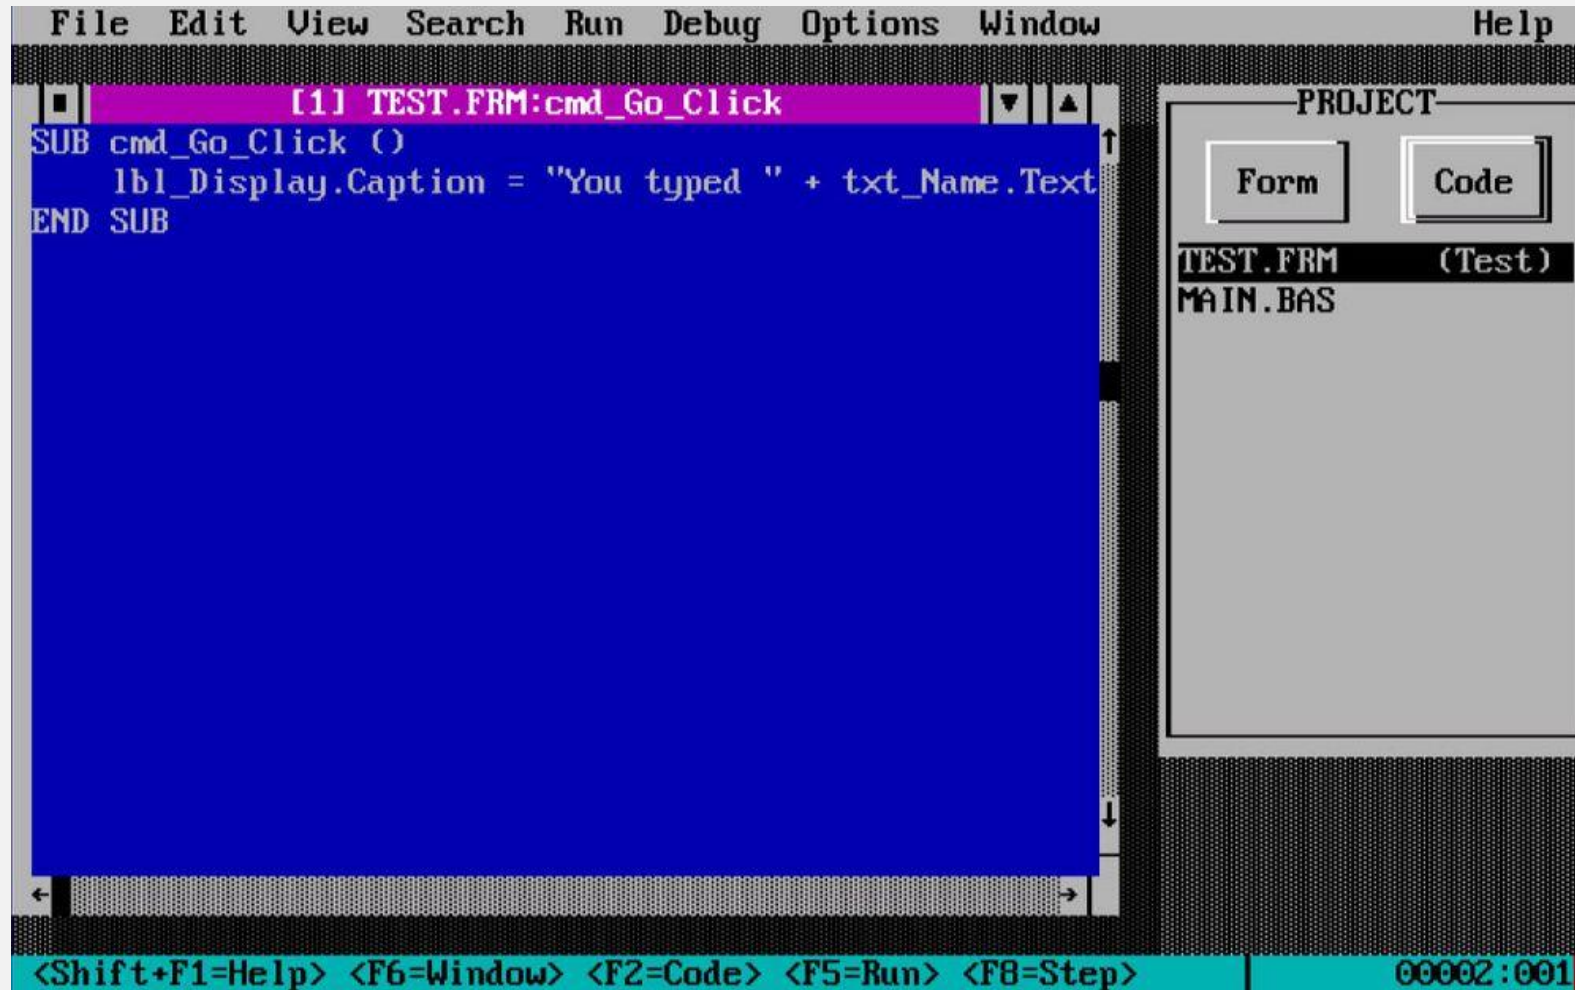 File Edit View Search Run Debug Options Window Help
[1] TEST.FRM:cmd_Go_Click
SUB cmd_Go_Click ()
    lbl_Display.Caption = "You typed " + txt_Name.Text
END SUB
PROJECT
Form Code
TEST.FRM (Test)
MAIN.BAS
<Shift+F1=Help> <F6=Window> <F2=Code> <F5=Run> <F8=Step> 00002:001